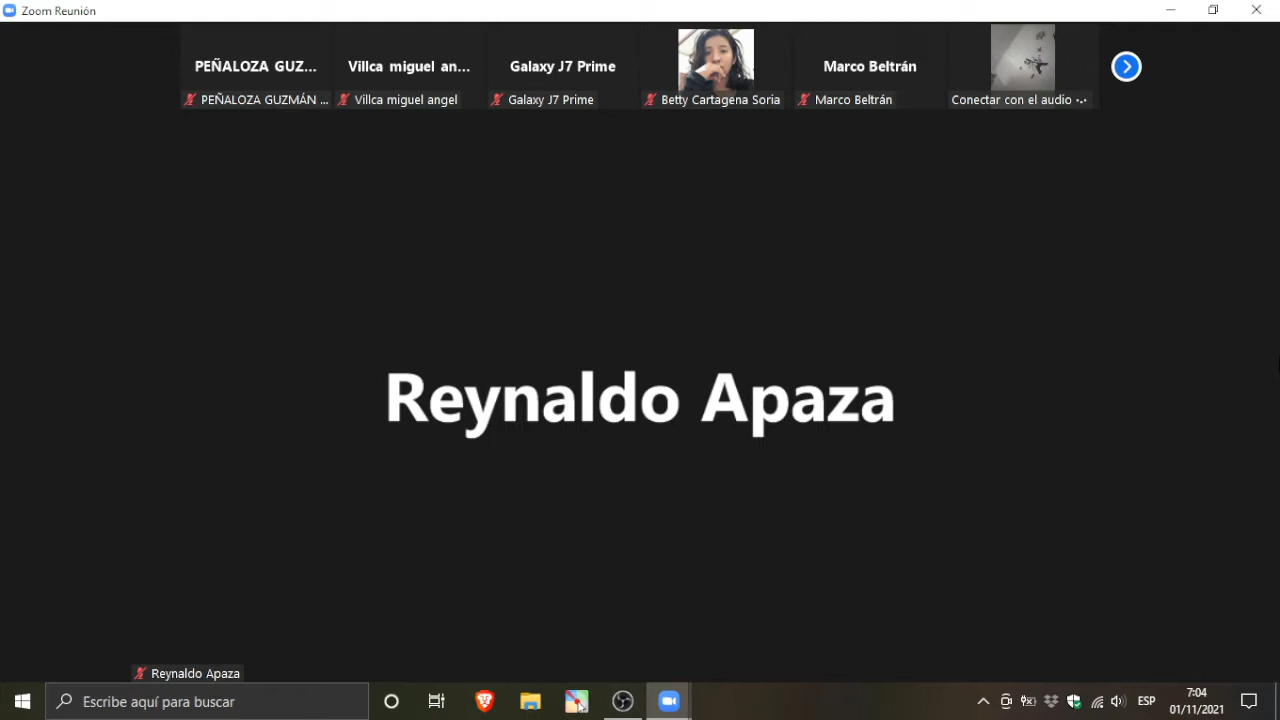 Zoom Reunión
PEÑALOZA GUZ...
Villca miguel an...
Galaxy J7 Prime
Marco Beltrán
PEÑALOZA GUZMÁN ...
Villca miguel angel
Galaxy J7 Prime
Betty Cartagena Soria
Marco Beltrán
Conectar con el audio
Reynaldo Apaza
Reynaldo Apaza
Escribe aquí para buscar
ESP
7:04
01/11/2021